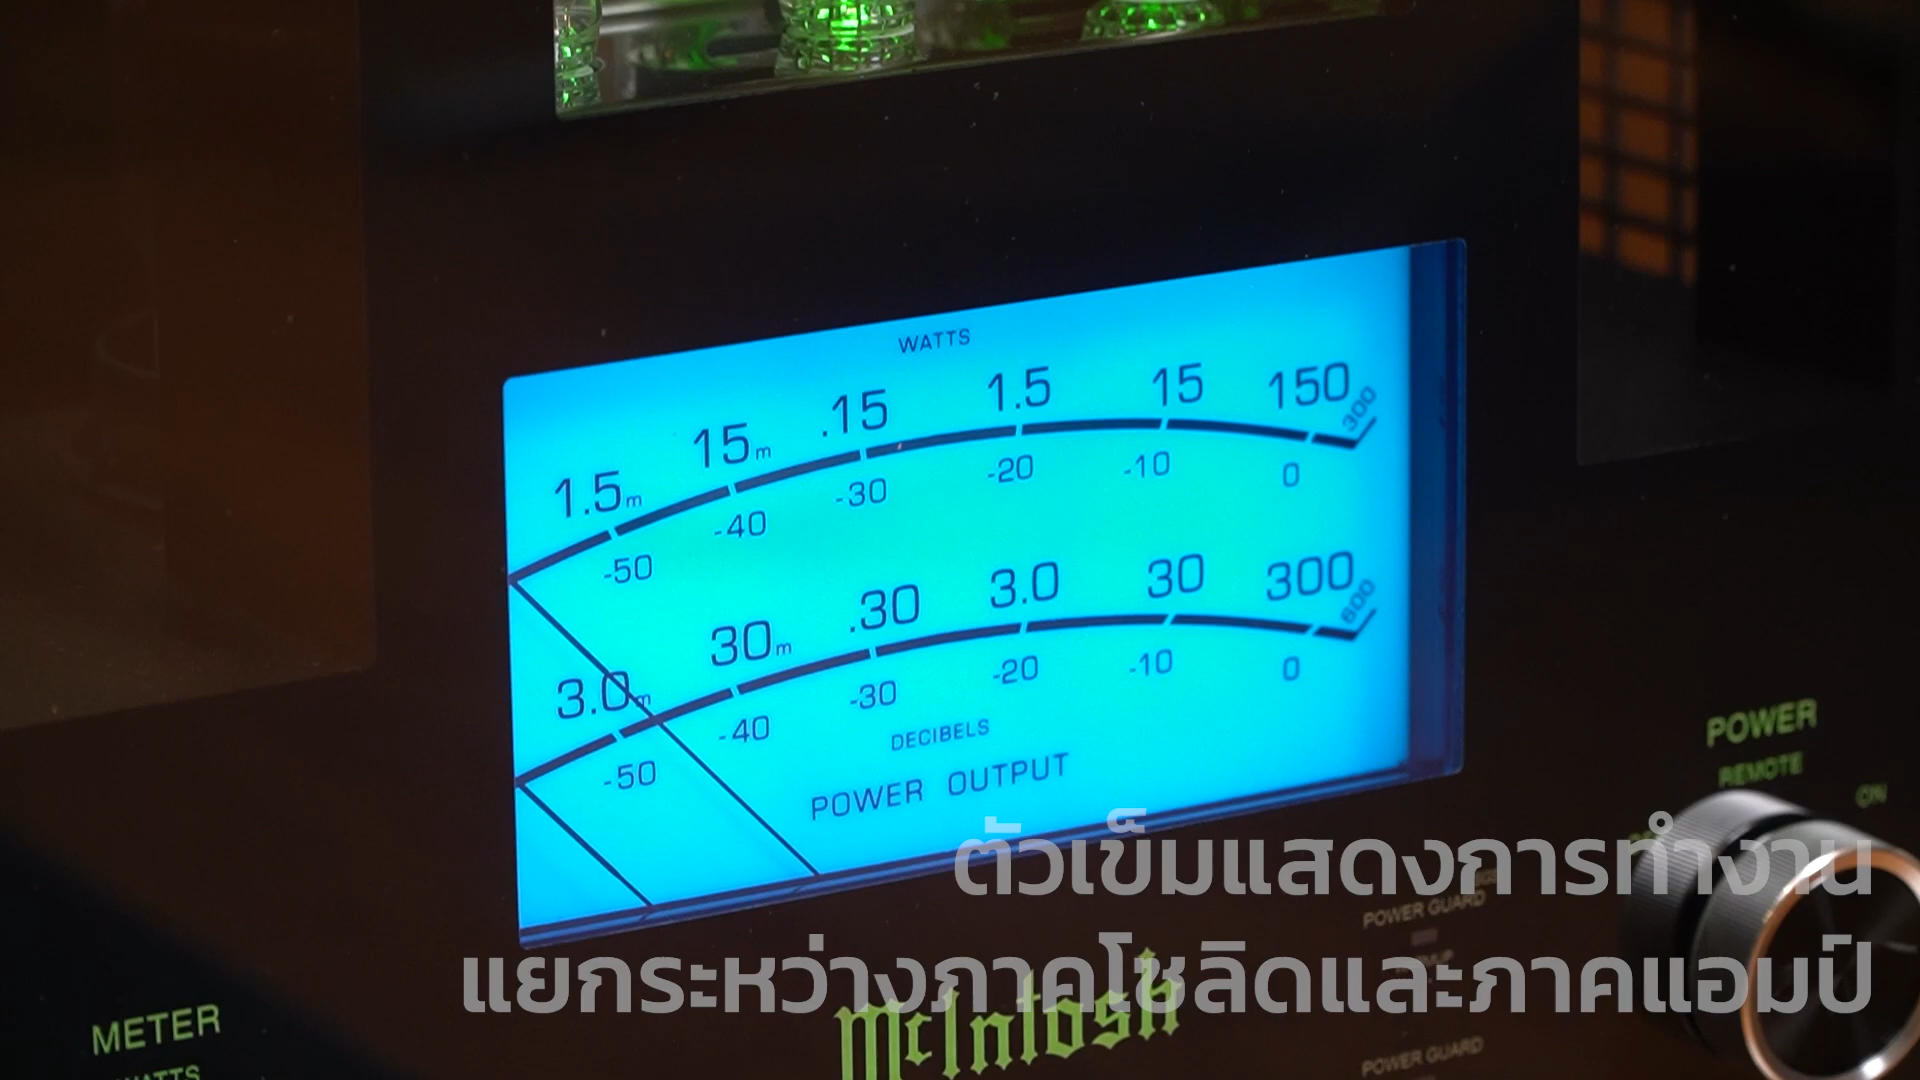 WATTS
1.5m 15m .15 1.5 15 150 300
-50 -40 -30 -20 -10 0
3.0m 30m .30 3.0 30 300 600
-50 -40 -30 -20 -10 0
DECIBELS
POWER OUTPUT
POWER
REMOTE
ON
ตัวเข็มแสดงการทำงาน
POWER GUARD
แยกระหว่างภาคโซลิดและภาคแอมป์
McIntosh
METER
WATTS
POWER GUARD